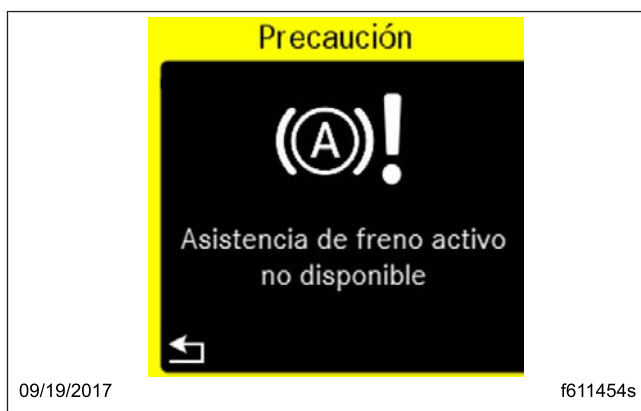 Precaución
(A)!
Asistencia de freno activo
no disponible
09/19/2017
f611454s